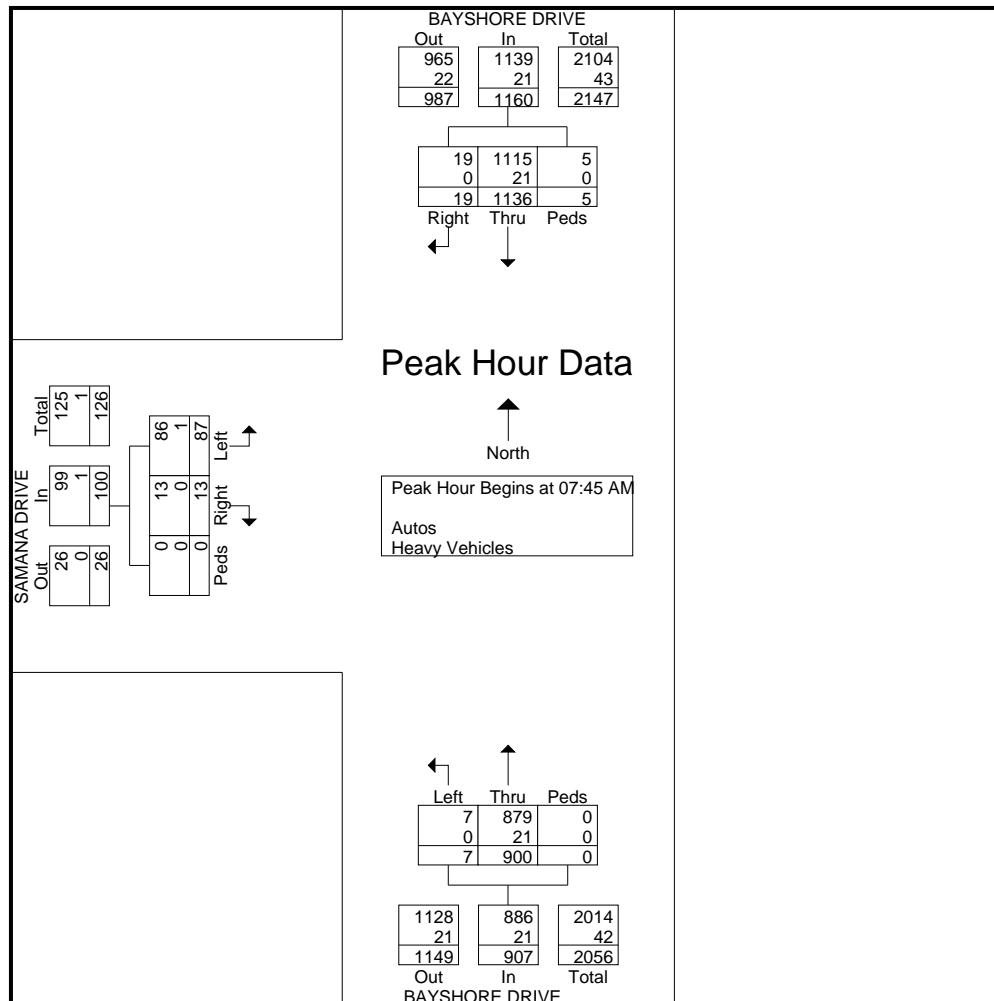 BAYSHORE DRIVE
Out In Total
965 1139 2104
22 21 43
987 1160 2147
19 1115 5
0 21 0
19 1136 5
Right Thru Peds
Peak Hour Data
North
Peak Hour Begins at 07:45 AM
Autos
Heavy Vehicles
SAMANA DRIVE
Out In Total
26 99 125
0 1 1
26 100 126
0 13 86
0 0 1
0 13 87
Peds Right Left
Left Thru Peds
7 879 0
0 21 0
7 900 0
1128 886 2014
21 21 42
1149 907 2056
Out In Total
BAYSHORE DRIVE